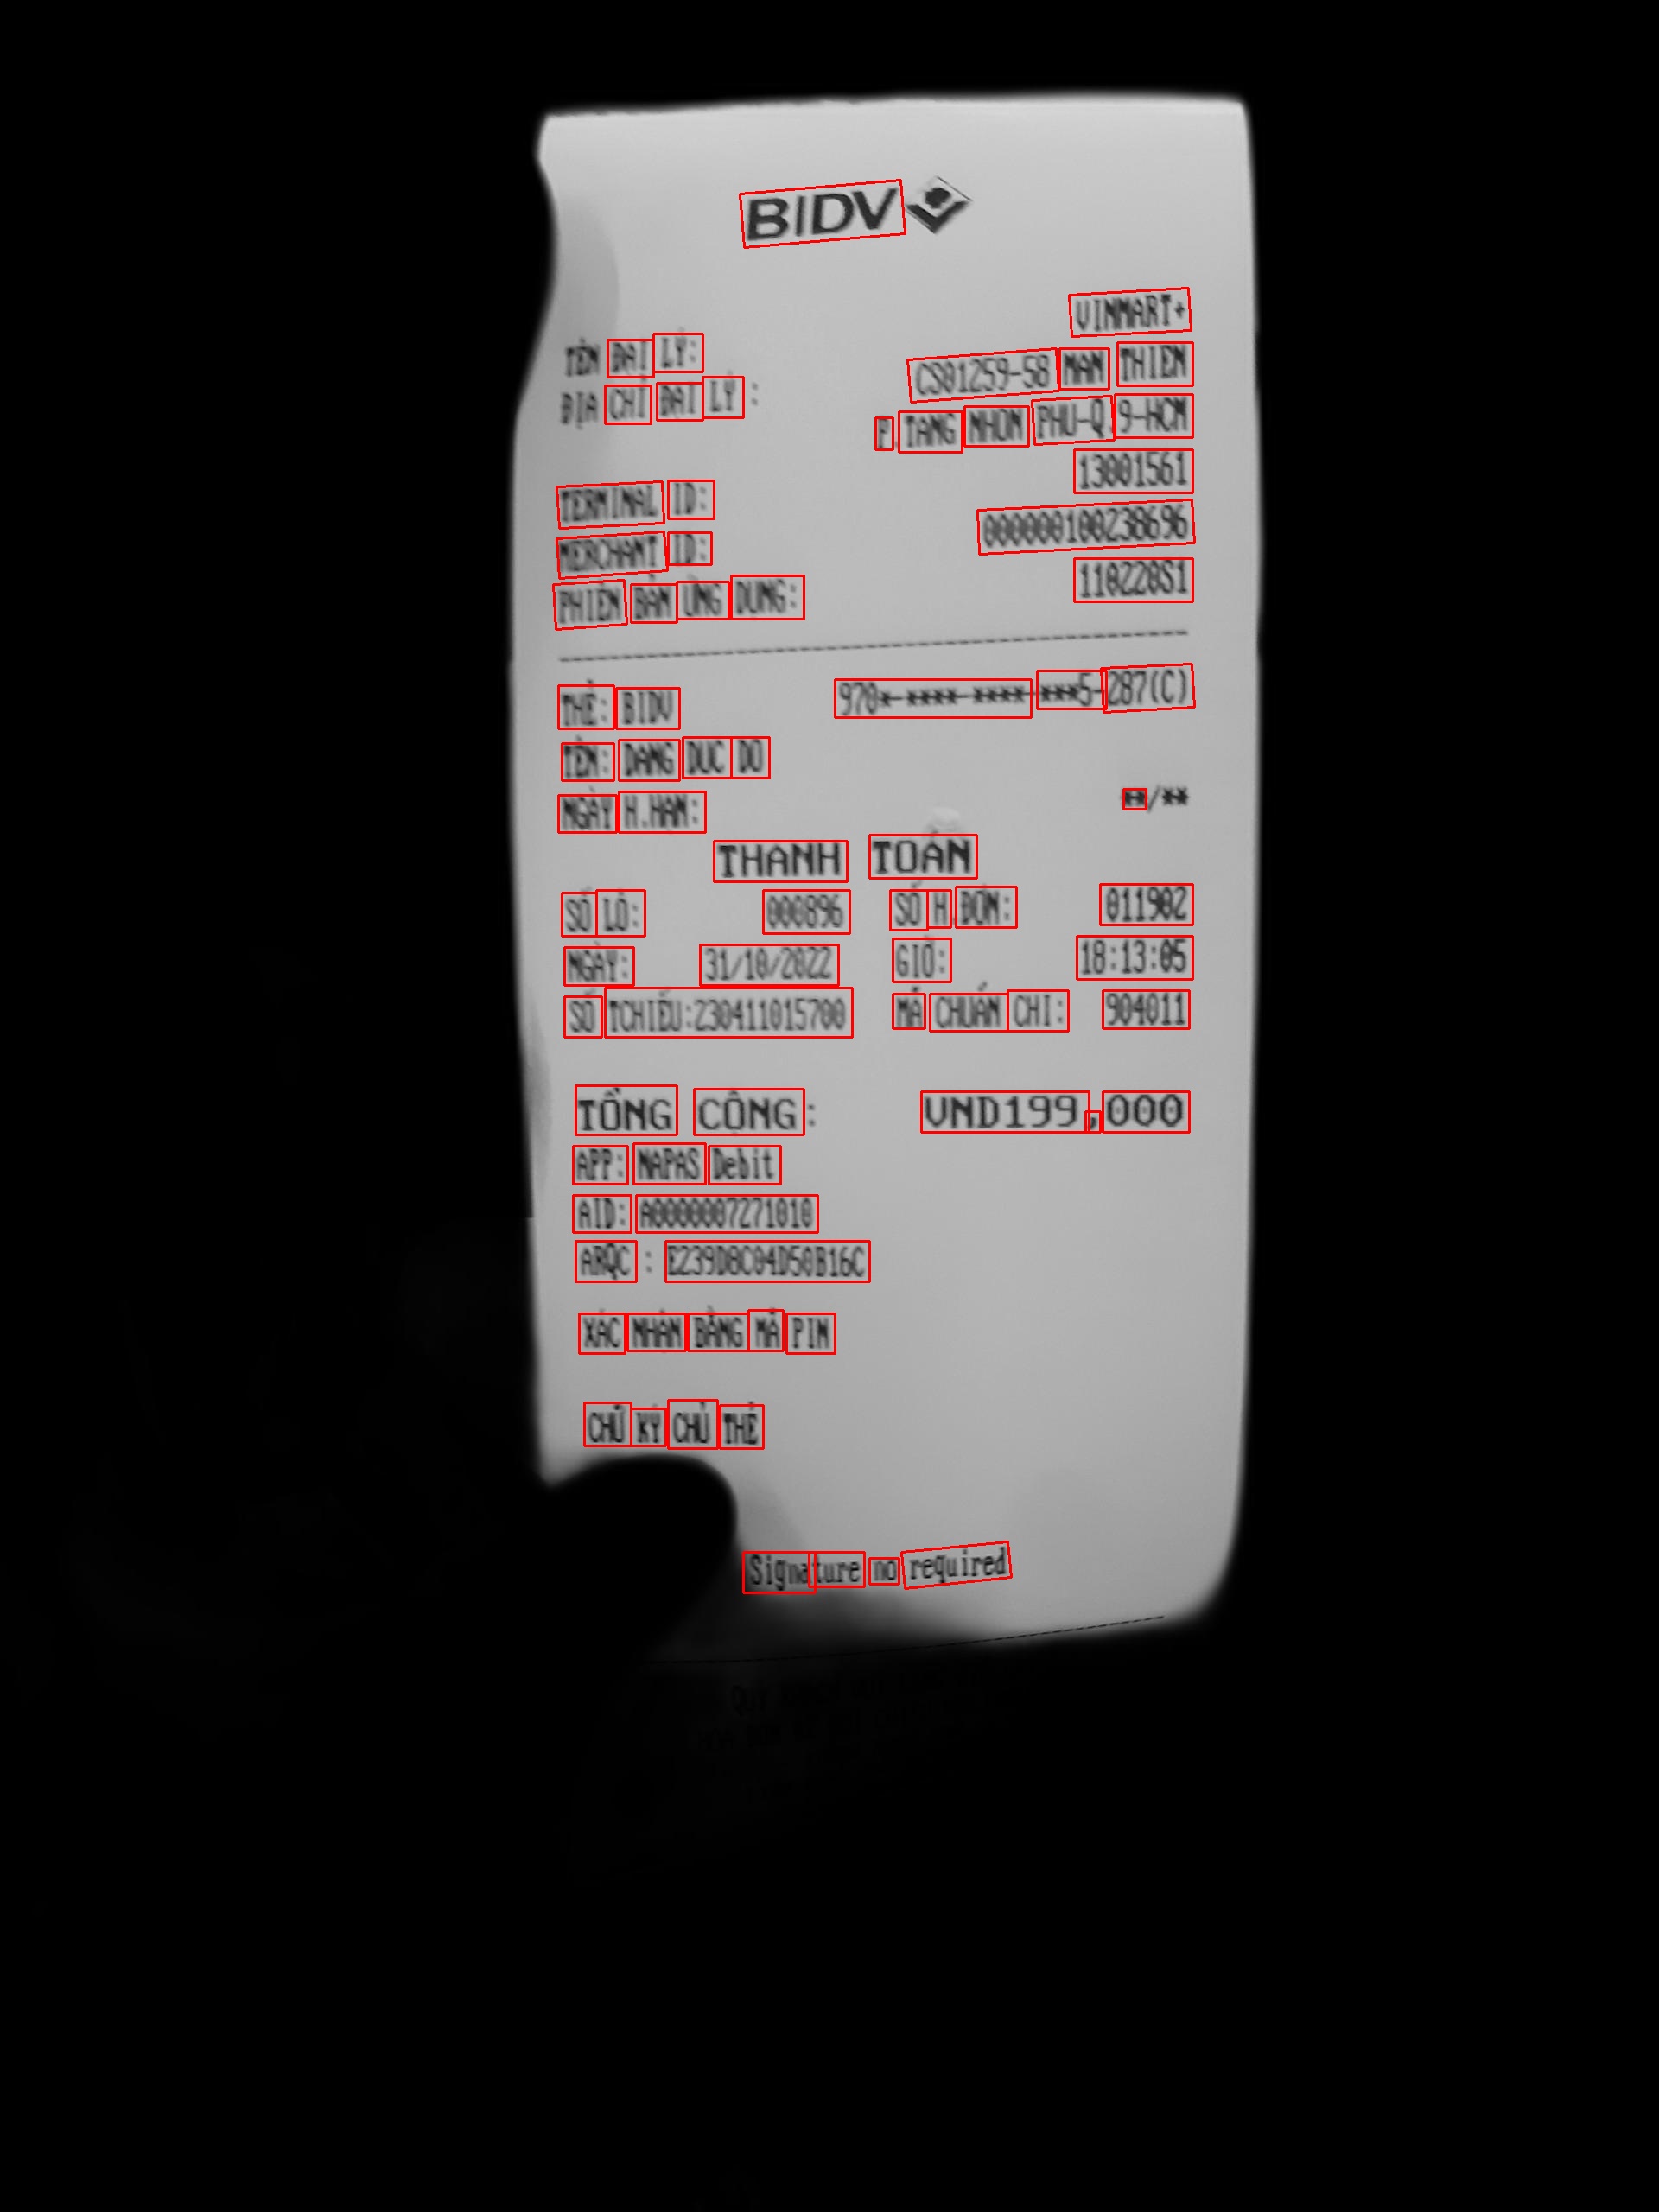 BIDV
VINMART+
TÊN ĐẠI LÝ:
CS01259-58 MAN THIEN
ĐỊA CHỈ ĐẠI LÝ :
P.TANG NHON PHU-Q.9-HCM
13001561
TERMINAL ID:
000000100238696
MERCHANT ID:
110220S1
PHIÊN BẢN ỨNG DỤNG:
THẺ: BIDV 970*-****-****-***5-287(C)
TÊN: DANG DUC DO
NGÀY H.HẠN: **/**
THANH TOÁN
SỐ LÔ: 000896 SỐ H.ĐƠN: 011902
NGÀY: 31/10/2022 GIỜ: 18:13:05
SỐ TCHIẾU:230411015700 MÃ CHUẨN CHI: 904011
TỔNG CỘNG: VND199,000
APP: NAPAS Debit
AID: A0000007271010
ARQC : E239D8C04D50B16C
XÁC NHẬN BẰNG MÃ PIN
CHỮ KÝ CHỦ THẺ
Signature no required